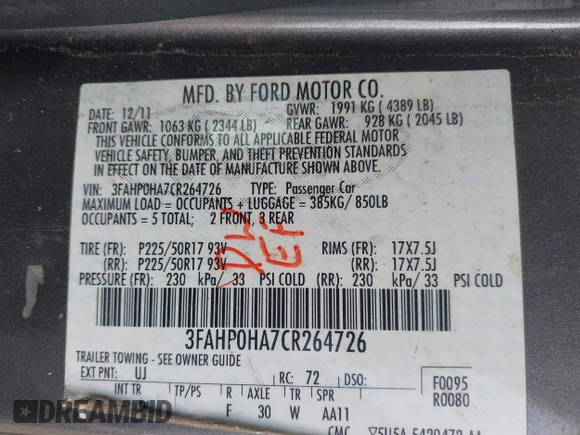 MFD. BY FORD MOTOR CO.
DATE: 12/11 GVWR: 1991 KG ( 4389 LB)
FRONT GAWR: 1063 KG ( 2344 LB) REAR GAWR: 928 KG ( 2045 LB)
THIS VEHICLE CONFORMS TO ALL APPLICABLE FEDERAL MOTOR
VEHICLE SAFETY, BUMPER, AND THEFT PREVENTION STANDARDS
IN EFFECT ON THE DATE OF MANUFACTURE SHOWN ABOVE.
VIN: 3FAHP0HA7CR264726 TYPE: Passenger Car
MAXIMUM LOAD = OCCUPANTS + LUGGAGE = 385KG/ 850LB
OCCUPANTS = 5 TOTAL; 2 FRONT, 3 REAR
TIRE (FR): P225/50R17 93V RIMS (FR): 17X7.5J
(RR): P225/50R17 93V (RR): 17X7.5J
PRESSURE (FR): 230 kPa/ 33 PSI COLD (RR): 230 kPa/33 PSI COLD
3FAHP0HA7CR264726
TRAILER TOWING - SEE OWNER GUIDE
EXT PNT: UJ RC: 72 DSO: F0095
R0080
INT TR TP/PS R AXLE TR SPR
F 30 W AA11
DREAMBID